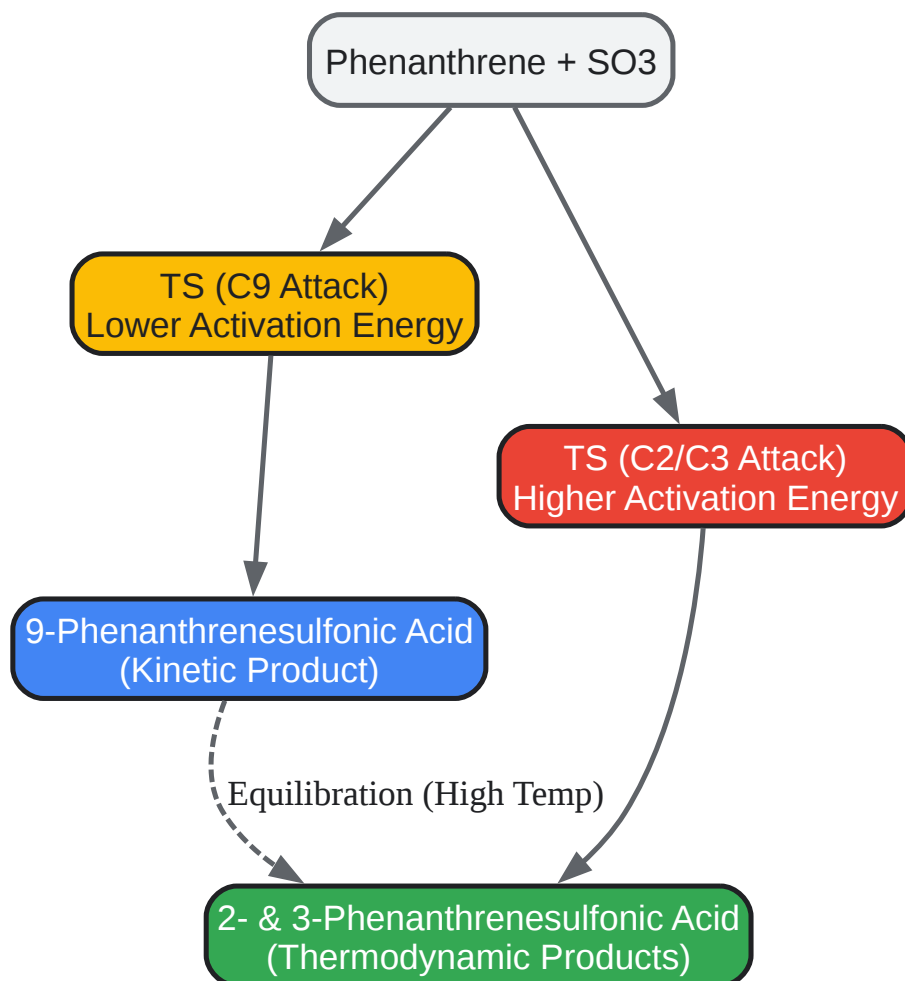 Phenanthrene + SO3
TS (C9 Attack)
Lower Activation Energy
TS (C2/C3 Attack)
Higher Activation Energy
9-Phenanthrenesulfonic Acid
(Kinetic Product)
Equilibration (High Temp)
2- & 3-Phenanthrenesulfonic Acid
(Thermodynamic Products)